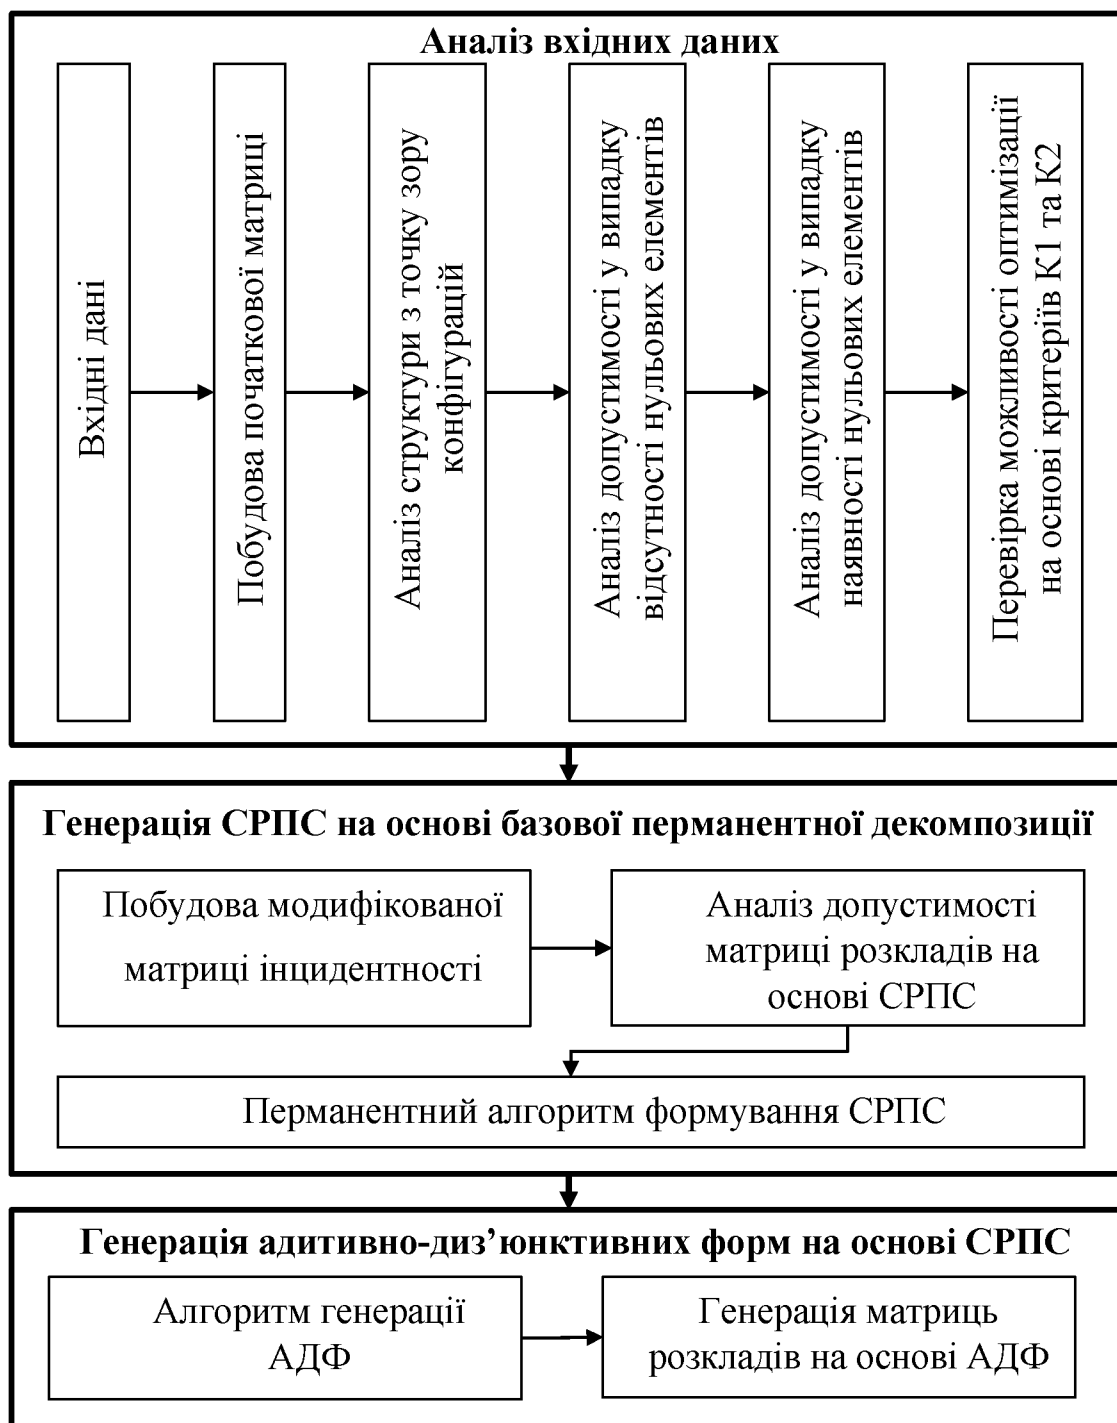 Аналіз вхідних даних
Вхідні дані
Побудова початкової матриці
Аналіз структури з точку зору
конфігурацій
Аналіз допустимості у випадку
відсутності нульових елементів
Аналіз допустимості у випадку
наявності нульових елементів
Перевірка можливості оптимізації
на основі критеріїв К1 та К2
Генерація СРПС на основі базової перманентної декомпозиції
Побудова модифікованої
матриці інцидентності
Аналіз допустимості
матриці розкладів на
основі СРПС
Перманентний алгоритм формування СРПС
Генерація адитивно-диз’юнктивних форм на основі СРПС
Алгоритм генерації
АДФ
Генерація матриць
розкладів на основі АДФ